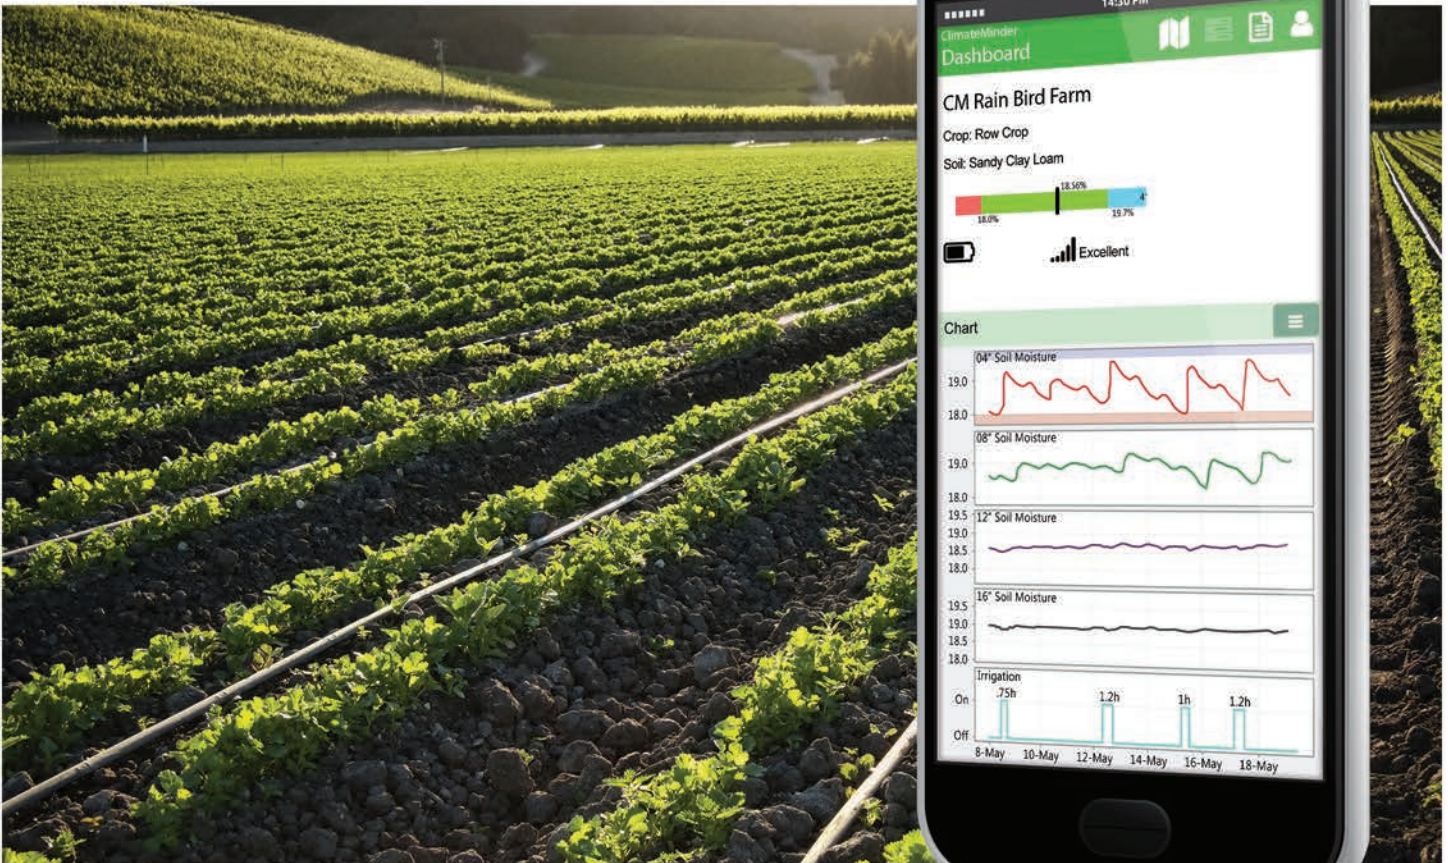 14:30 PM
ClimateMinder
Dashboard
CM Rain Bird Farm
Crop: Row Crop
Soil: Sandy Clay Loam
18.56%
4"
18.0%
19.7%
Excellent
Chart
04" Soil Moisture
19.0
18.0
08" Soil Moisture
19.0
18.0
12" Soil Moisture
19.5
19.0
18.5
18.0
16" Soil Moisture
19.5
19.0
18.5
18.0
Irrigation
On
.75h
1.2h
1h
1.2h
Off
8-May 10-May 12-May 14-May 16-May 18-May